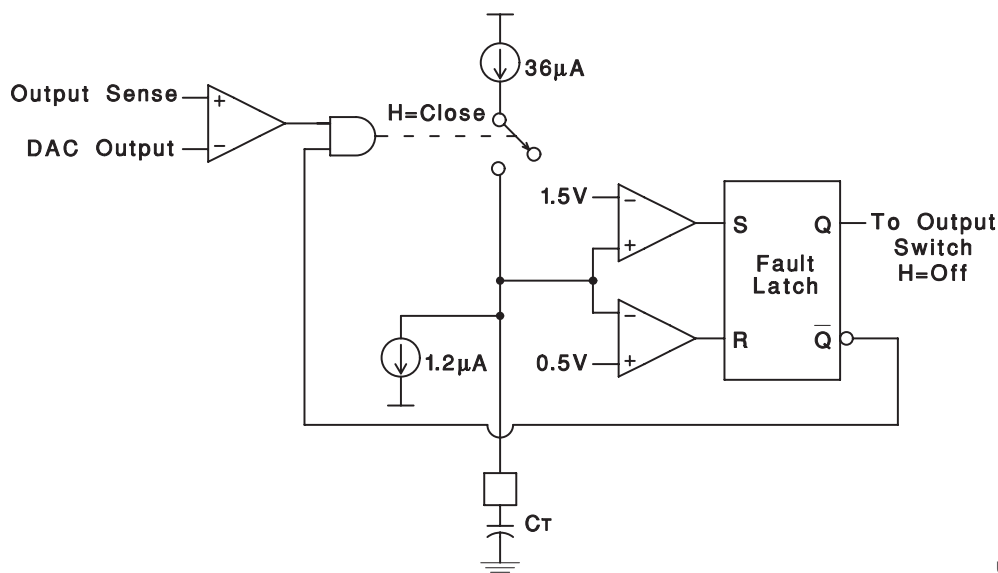 36μA
Output Sense
+
H=Close
DAC Output
−
1.5V
−
+
S
Q
To Output
Switch
H=Off
Fault
Latch
−
+
0.5V
R
Q̅
1.2μA
CT